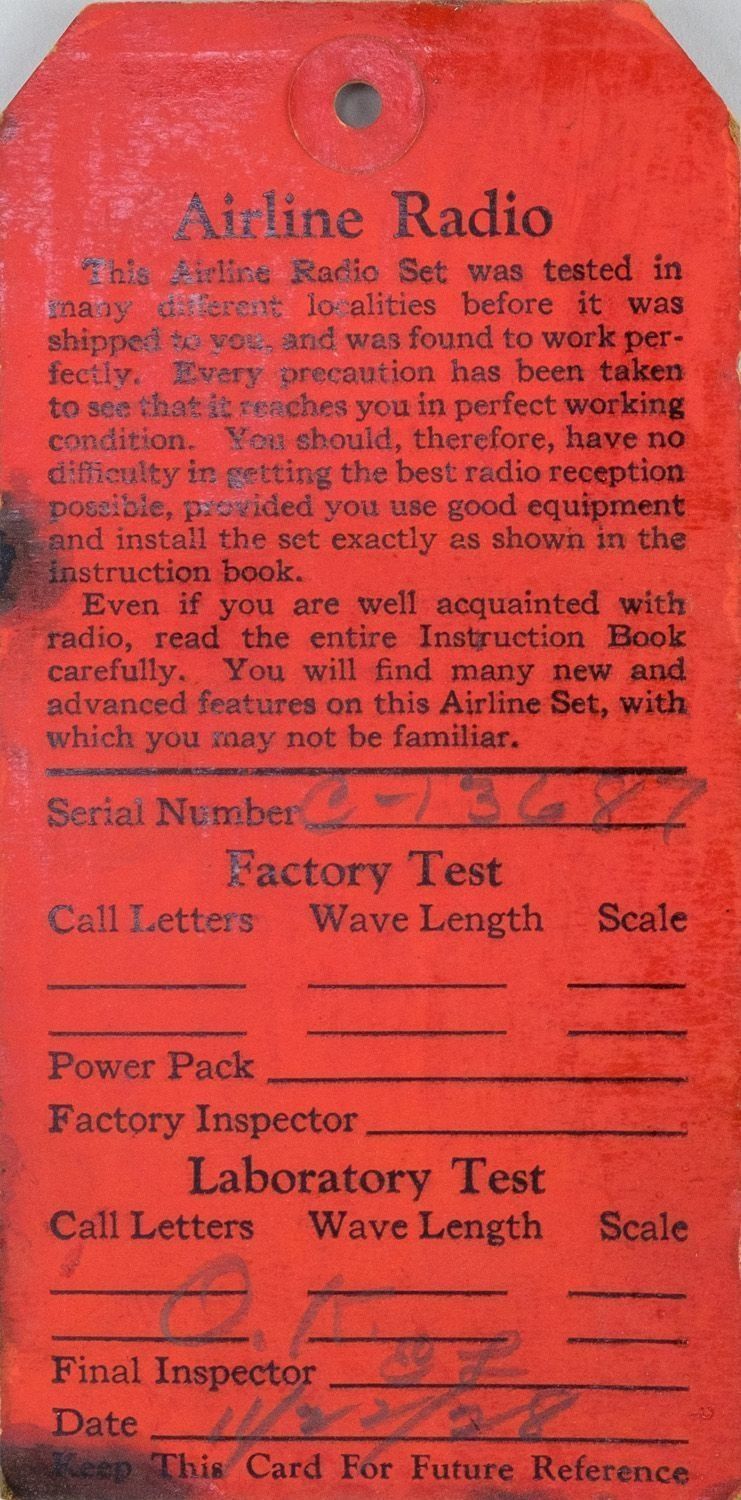 Airline Radio
This Airline Radio Set was tested in
many different localities before it was
shipped to you, and was found to work per-
fectly. Every precaution has been taken
to see that it reaches you in perfect working
condition. You should, therefore, have no
difficulty in getting the best radio reception
possible, provided you use good equipment
and install the set exactly as shown in the
instruction book.
Even if you are well acquainted with
radio, read the entire Instruction Book
carefully. You will find many new and
advanced features on this Airline Set, with
which you may not be familiar.
Serial Number C-13687
Factory Test
Call Letters Wave Length Scale
Power Pack
Factory Inspector
Laboratory Test
Call Letters Wave Length Scale
O.K.
Final Inspector
Date 11/22/28
Keep This Card For Future Reference